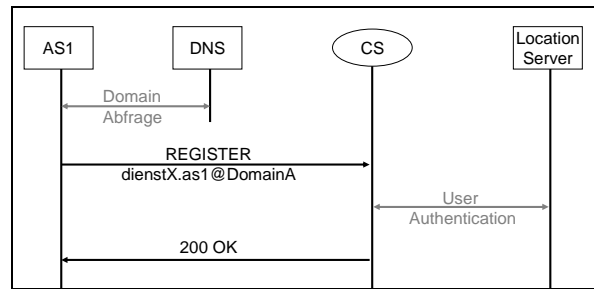 AS1
DNS
CS
Location
Server
Domain
Abfrage
REGISTER
dienstX.as1@DomainA
User
Authentication
200 OK